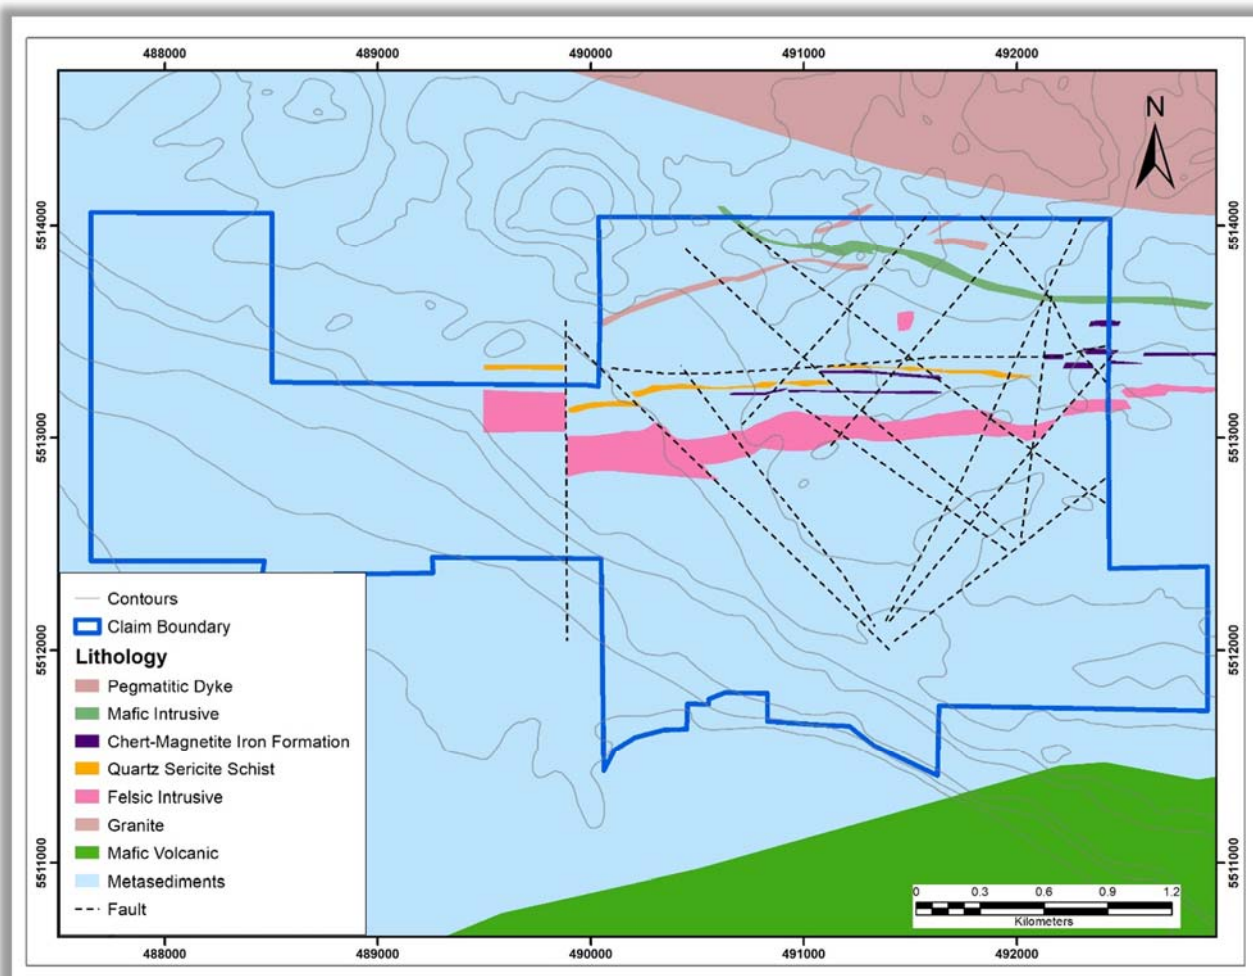 488000 489000 490000 491000 492000
N
5514000 5514000
5513000 5513000
5512000 5512000
5511000 5511000
Contours
Claim Boundary
Lithology
Pegmatitic Dyke
Mafic Intrusive
Chert-Magnetite Iron Formation
Quartz Sericite Schist
Felsic Intrusive
Granite
Mafic Volcanic
Metasediments
Fault
0 0.3 0.6 0.9 1.2
Kilometers
488000 489000 490000 491000 492000